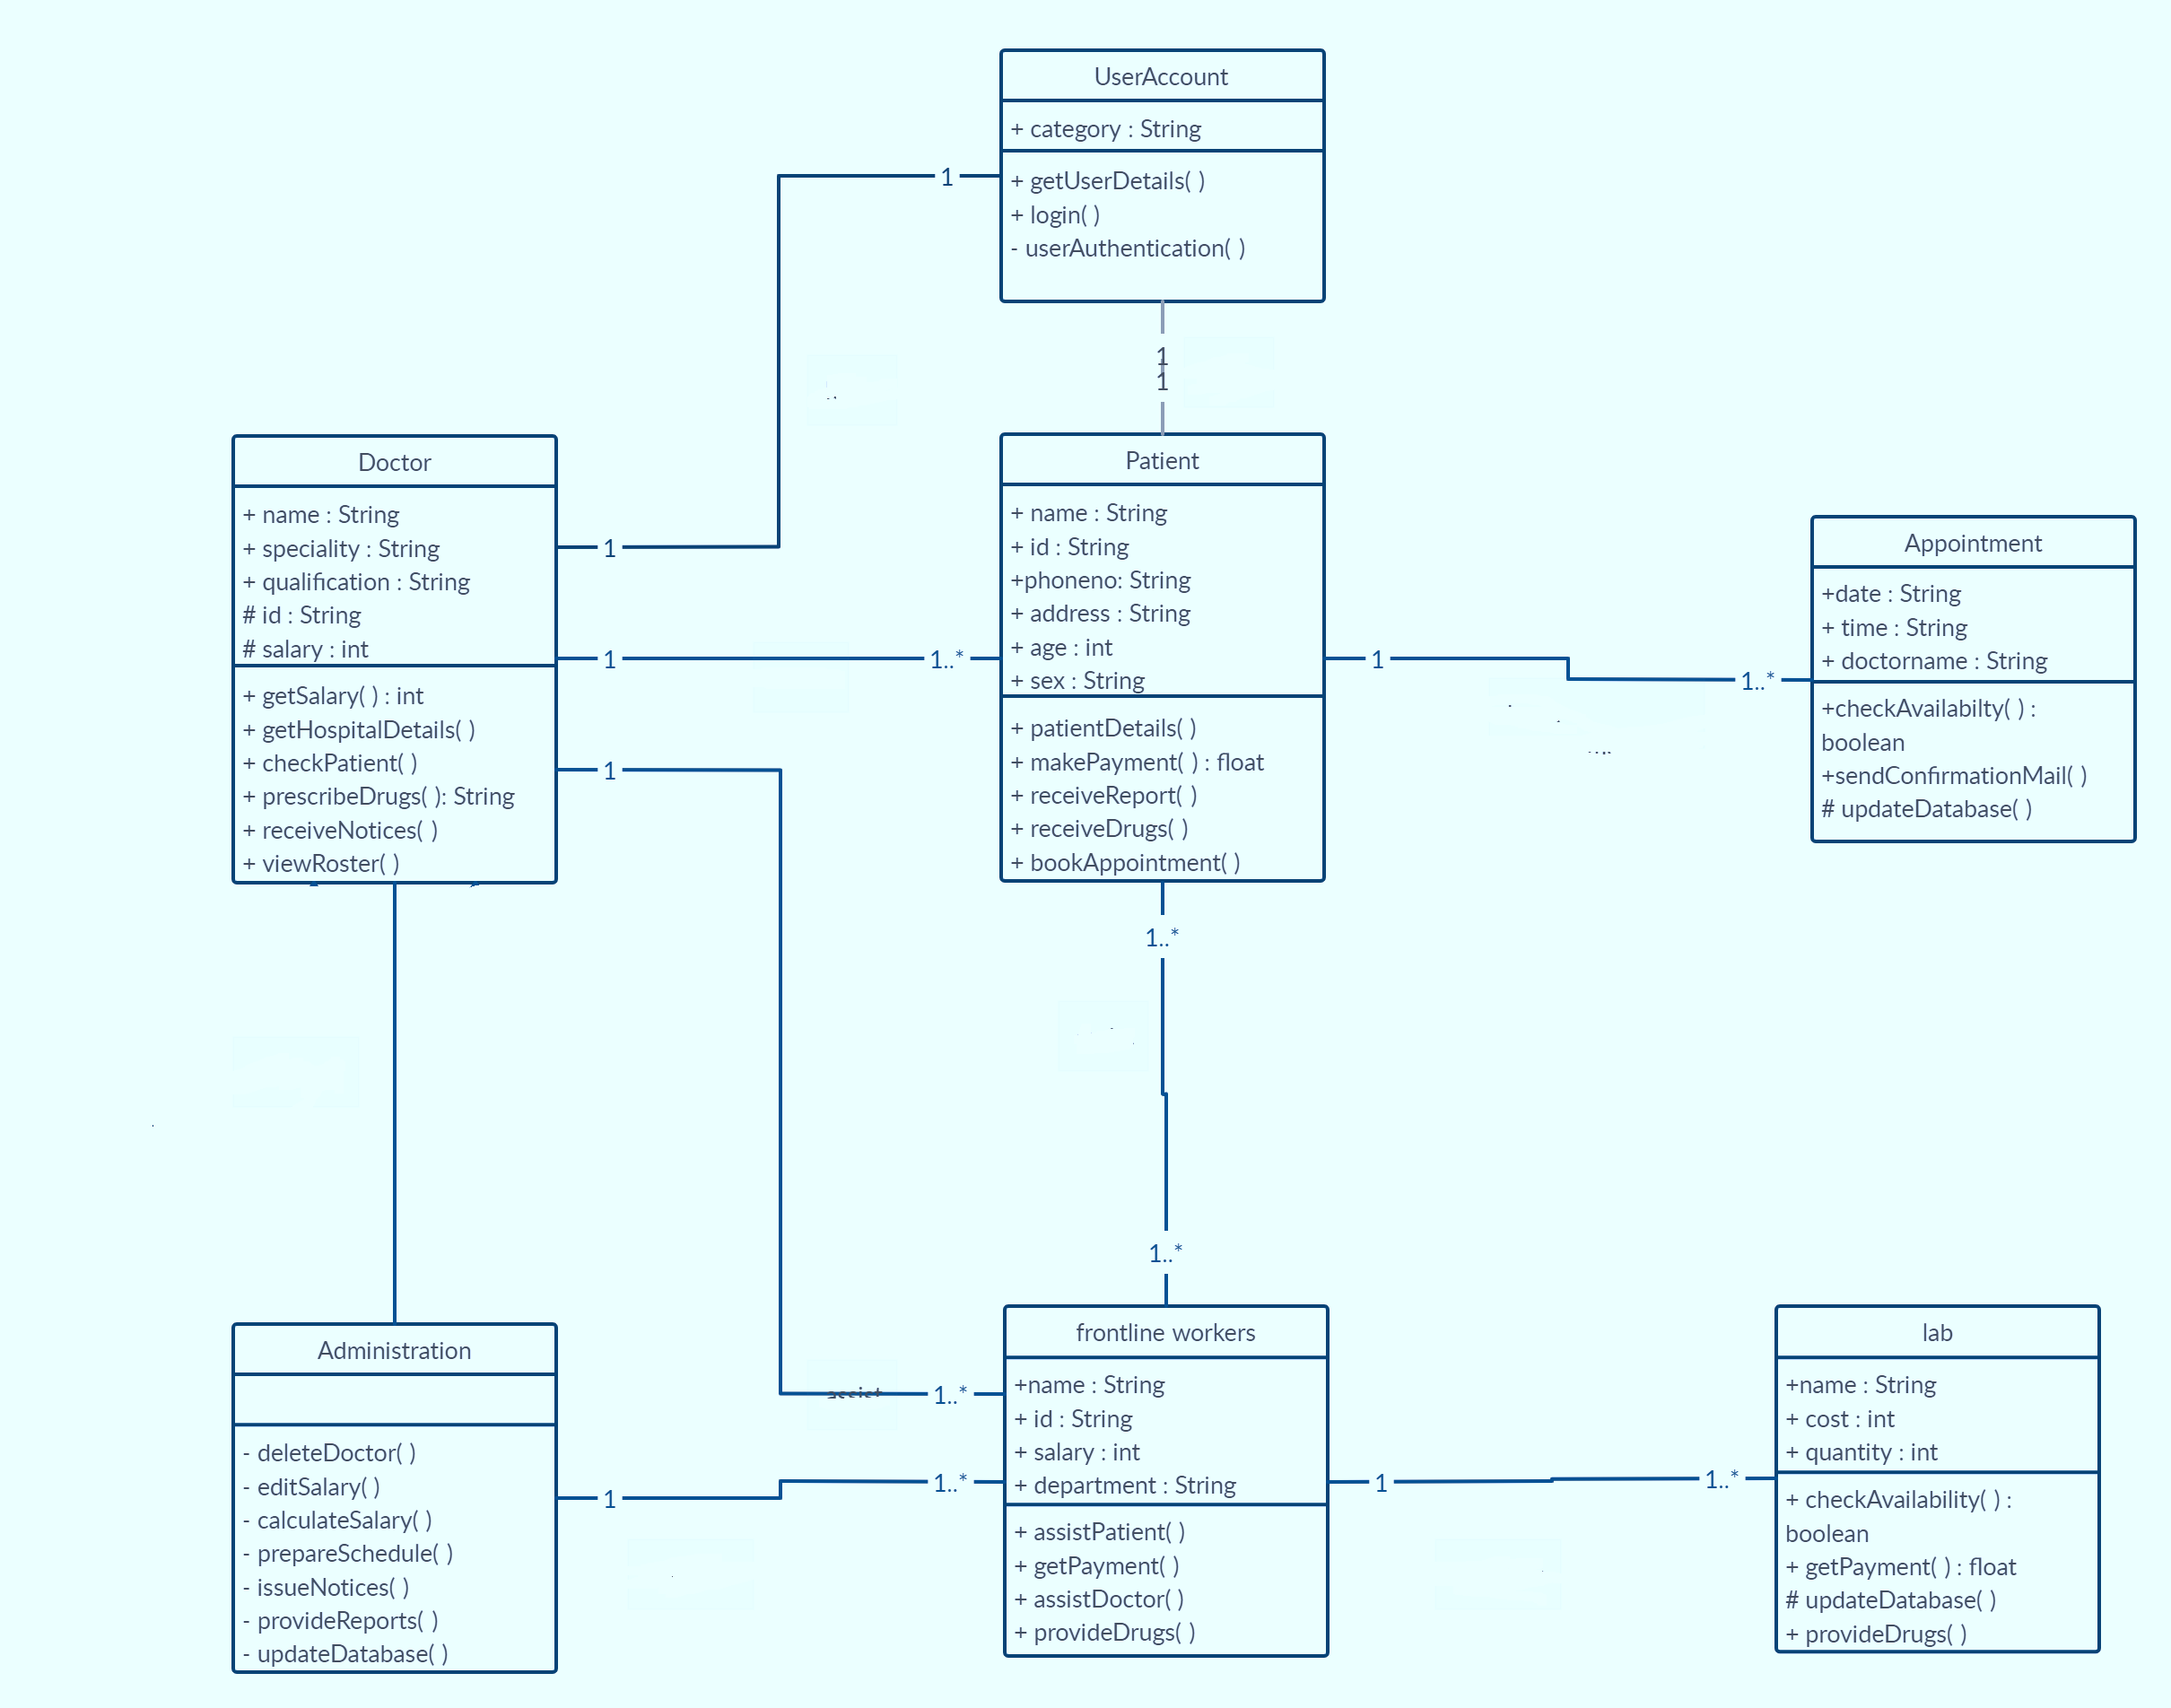 UserAccount
+ category : String
+ getUserDetails( )
+ login( )
- userAuthentication( )
1
1
1
1
Doctor
+ name : String
+ speciality : String
+ qualification : String
# id : String
# salary : int
+ getSalary( ) : int
+ getHospitalDetails( )
+ checkPatient( )
+ prescribeDrugs( ): String
+ receiveNotices( )
+ viewRoster( )
1
1..*
1
Patient
+ name : String
+ id : String
+phoneno: String
+ address : String
+ age : int
+ sex : String
+ patientDetails( )
+ makePayment( ) : float
+ receiveReport( )
+ receiveDrugs( )
+ bookAppointment( )
1
1..*
Appointment
+date : String
+ time : String
+ doctorname : String
+checkAvailabilty( ) :
boolean
+sendConfirmationMail( )
# updateDatabase( )
1..*
1..*
Administration
- deleteDoctor( )
- editSalary( )
- calculateSalary( )
- prepareSchedule( )
- issueNotices( )
- provideReports( )
- updateDatabase( )
1..*
1
1..*
frontline workers
+name : String
+ id : String
+ salary : int
+ department : String
+ assistPatient( )
+ getPayment( )
+ assistDoctor( )
+ provideDrugs( )
1
1..*
lab
+name : String
+ cost : int
+ quantity : int
+ checkAvailability( ) :
boolean
+ getPayment( ) : float
# updateDatabase( )
+ provideDrugs( )